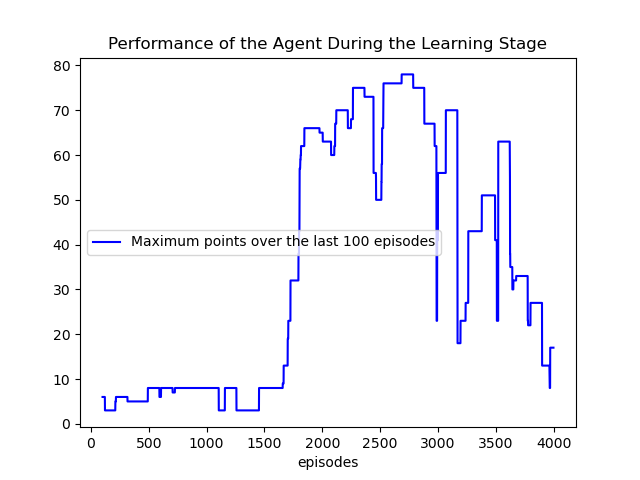 Performance of the Agent During the Learning Stage
80
70
60
50
40
30
20
10
0
Maximum points over the last 100 episodes
0 500 1000 1500 2000 2500 3000 3500 4000
episodes